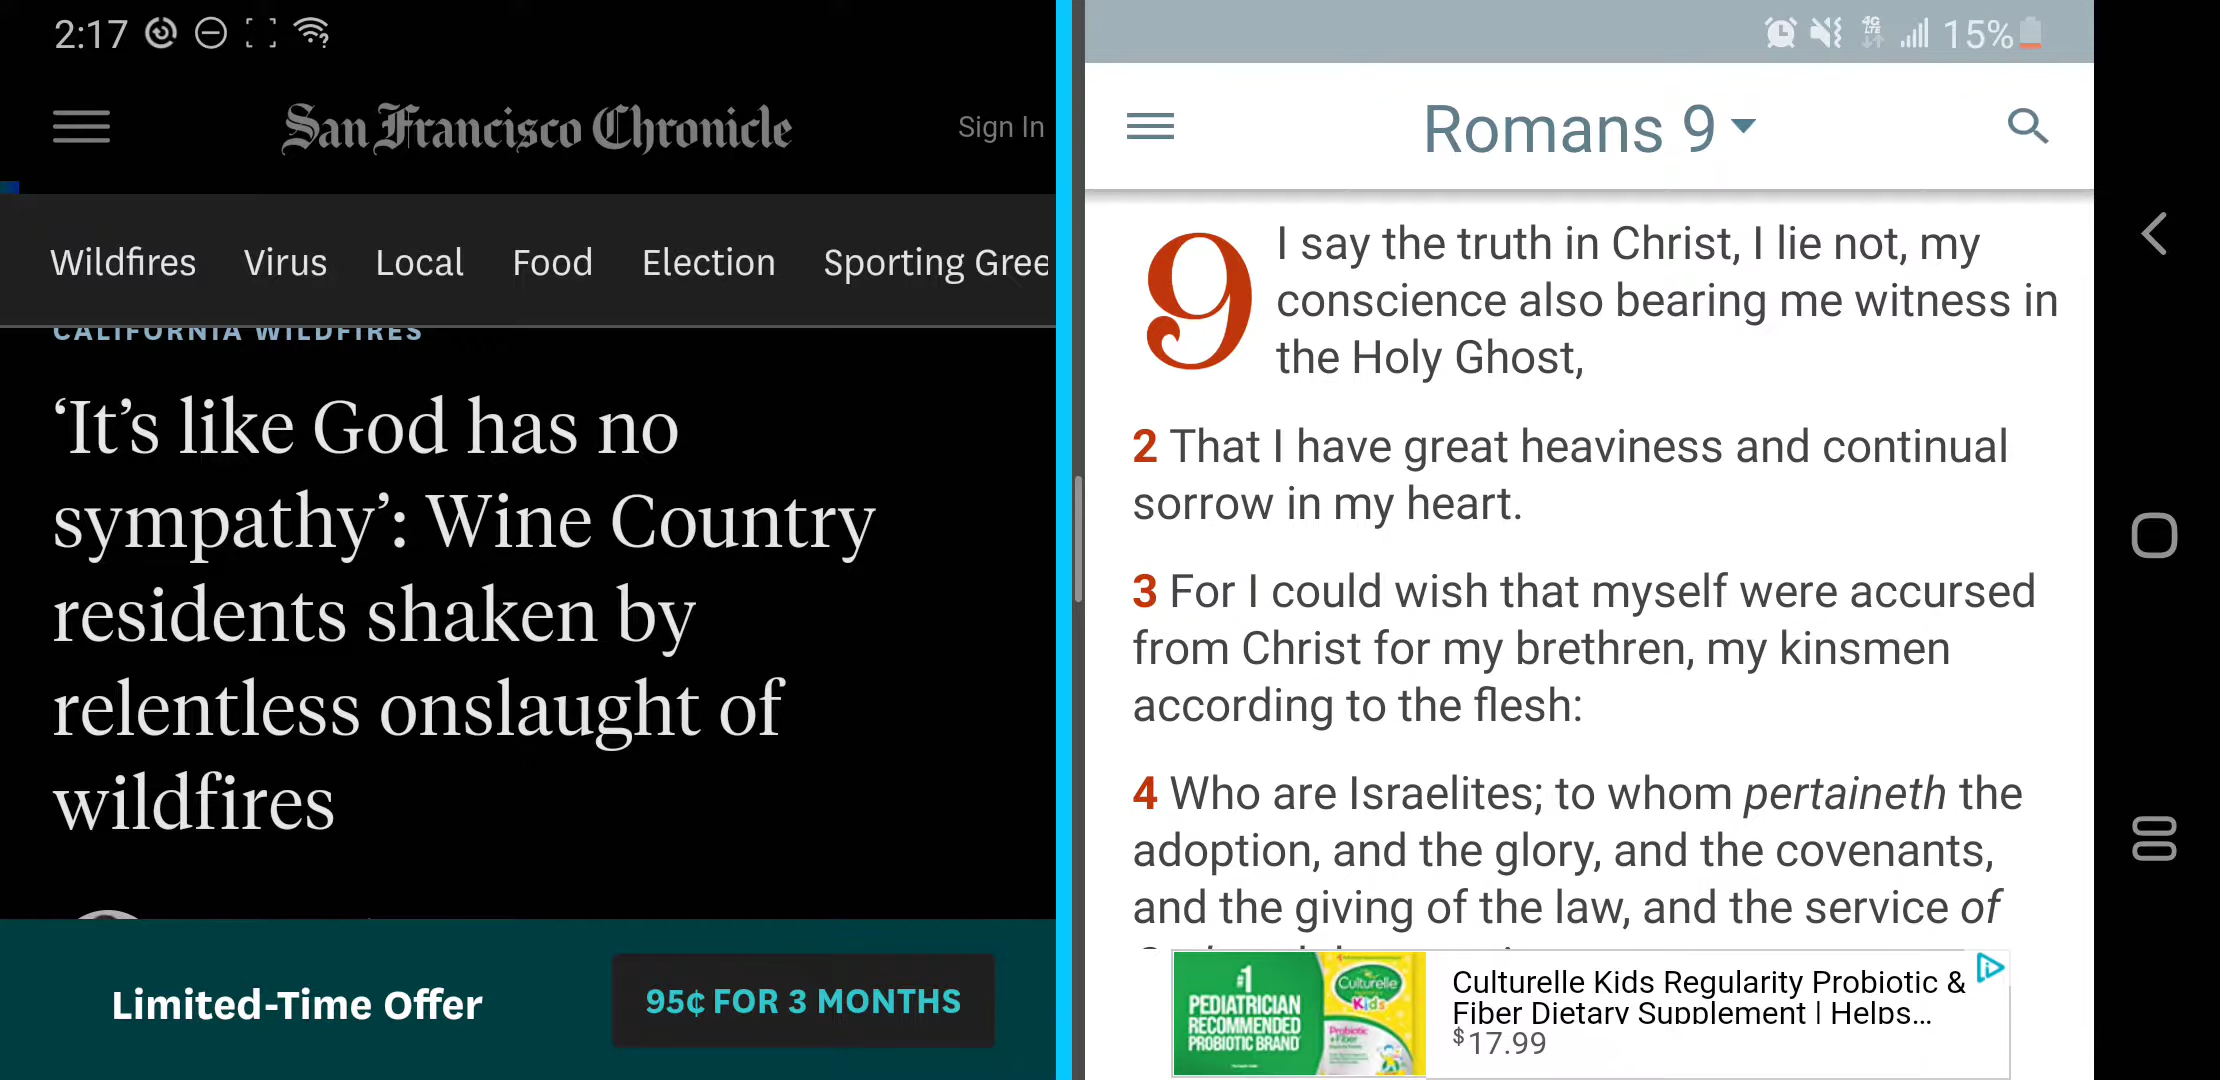 2:17
San Francisco Chronicle
Sign In
Wildfires Virus Local Food Election Sporting Gree
CALIFORNIA WILDFIRES
‘It’s like God has no
sympathy’: Wine Country
residents shaken by
relentless onslaught of
wildfires
Limited-Time Offer
95¢ FOR 3 MONTHS
4G
LTE
15%
Romans 9
9 I say the truth in Christ, I lie not, my
conscience also bearing me witness in
the Holy Ghost,
2 That I have great heaviness and continual
sorrow in my heart.
3 For I could wish that myself were accursed
from Christ for my brethren, my kinsmen
according to the flesh:
4 Who are Israelites; to whom pertaineth the
adoption, and the glory, and the covenants,
and the giving of the law, and the service of
#1
PEDIATRICIAN
RECOMMENDED
PROBIOTIC BRAND
Culturelle
Kids
Probiotic
+ Fiber
Culturelle Kids Regularity Probiotic &
Fiber Dietary Supplement | Helps...
$17.99